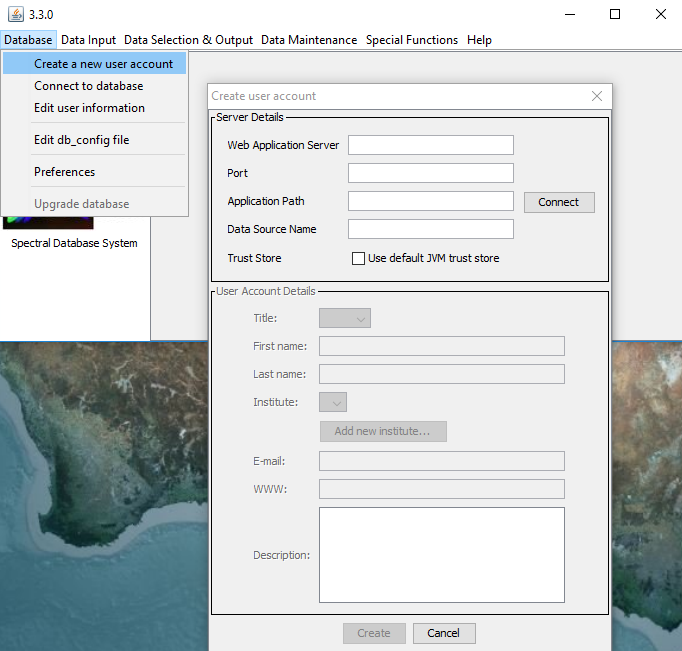 3.3.0
Database Data Input Data Selection & Output Data Maintenance Special Functions Help
Create a new user account
Connect to database
Edit user information
Edit db_config file
Preferences
Upgrade database
Spectral Database System
Create user account
Server Details
Web Application Server
Port
Application Path
Connect
Data Source Name
Trust Store
Use default JVM trust store
User Account Details
Title:
First name:
Last name:
Institute:
Add new institute...
E-mail:
WWW:
Description:
Create
Cancel